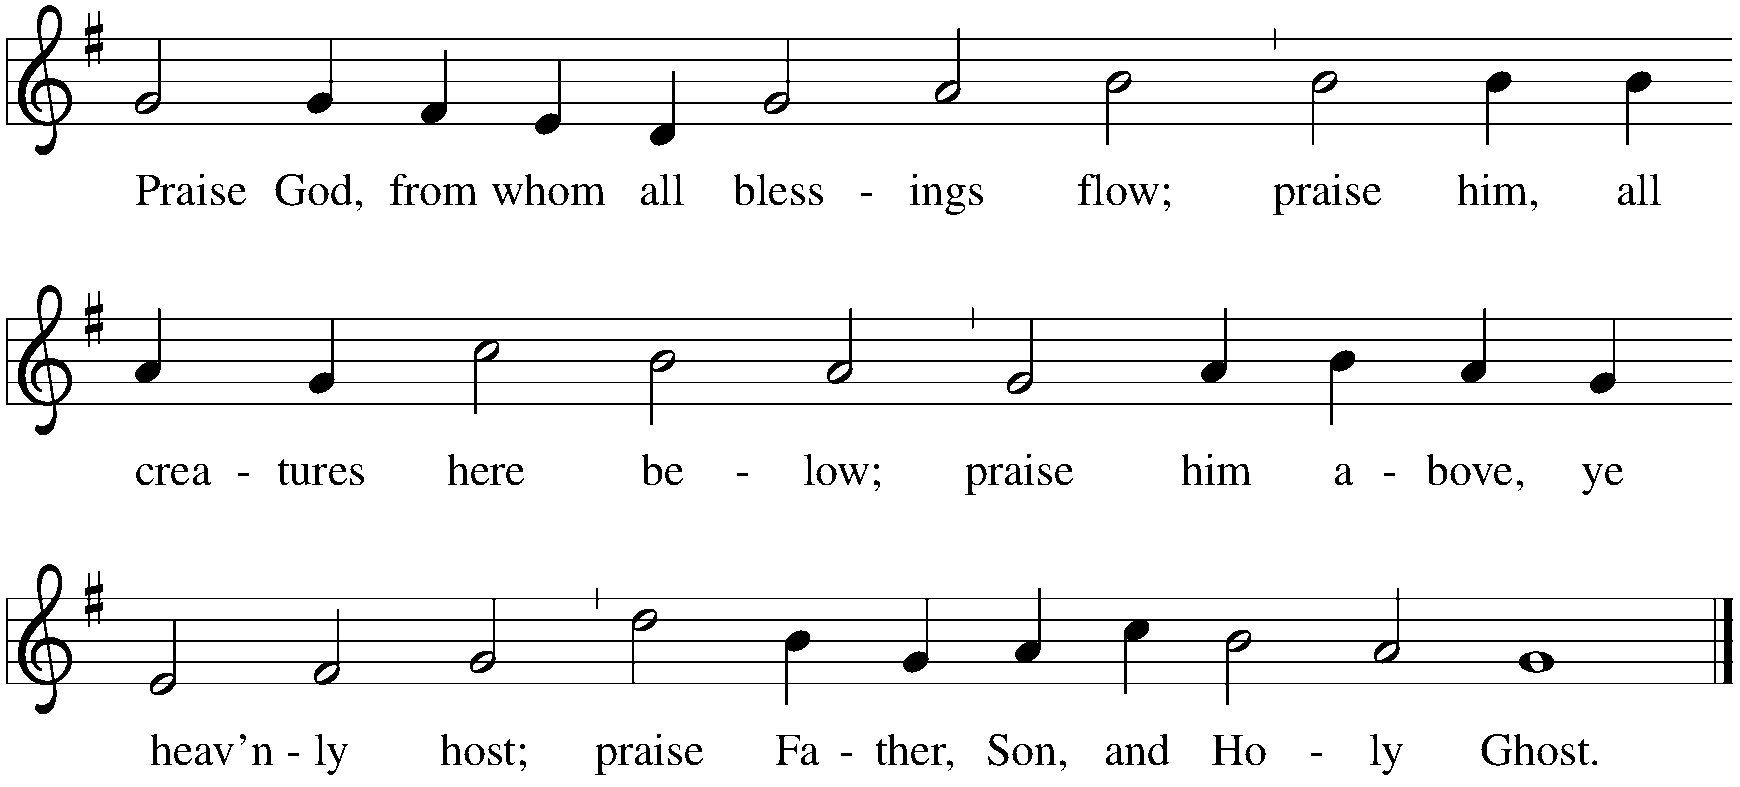 Praise God, from whom all bless - ings flow; praise him, all
crea - tures here be - low; praise him a - bove, ye
heav’n - ly host; praise Fa - ther, Son, and Ho - ly Ghost.